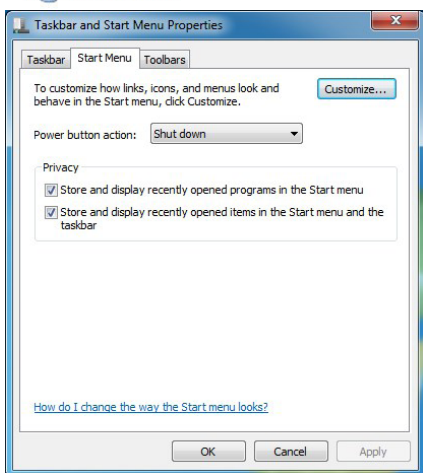 Taskbar and Start Menu Properties
Taskbar Start Menu Toolbars
To customize how links, icons, and menus look and
behave in the Start menu, click Customize.
Customize...
Power button action: Shut down
Privacy
Store and display recently opened programs in the Start menu
Store and display recently opened items in the Start menu and the
taskbar
How do I change the way the Start menu looks?
OK Cancel Apply